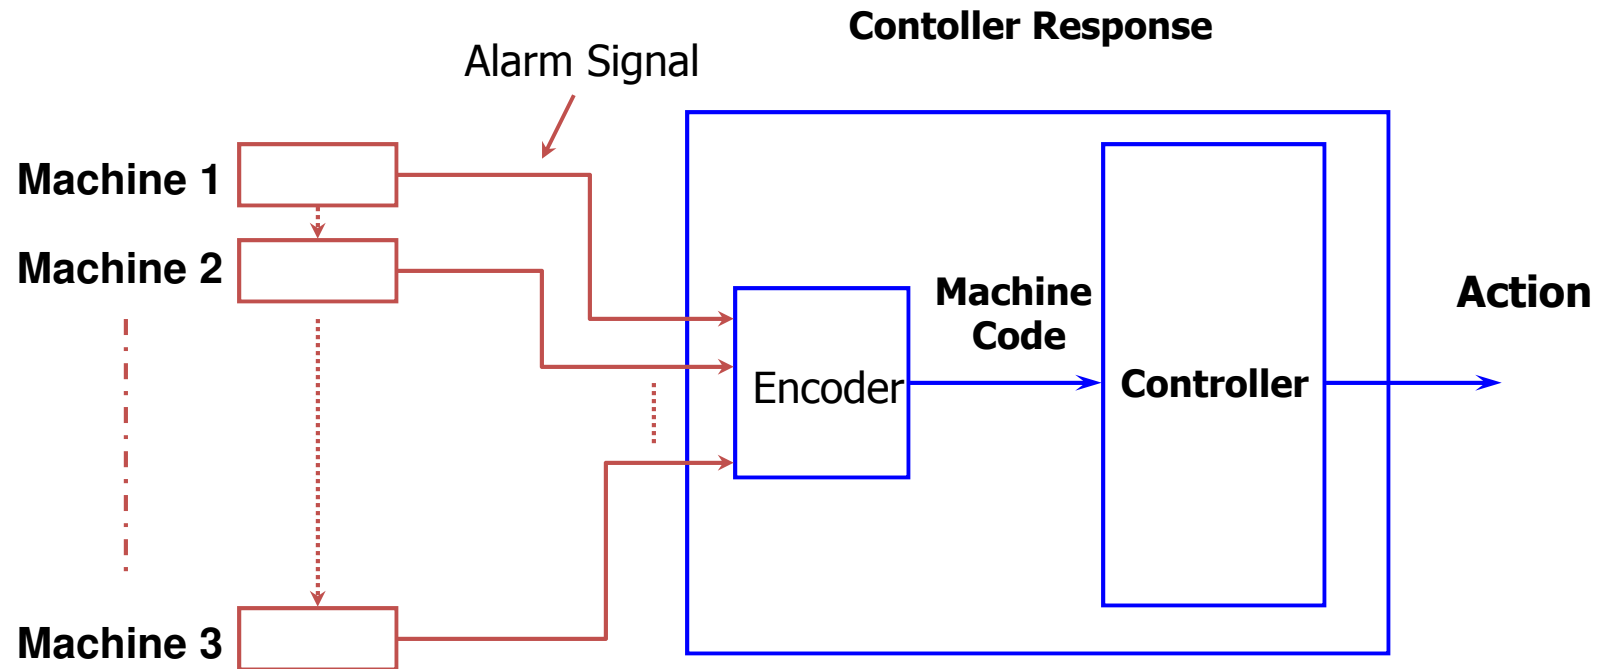 Contoller Response
Alarm Signal
Machine 1
Machine 2
Machine
Code
Action
Encoder
Controller
Machine 3